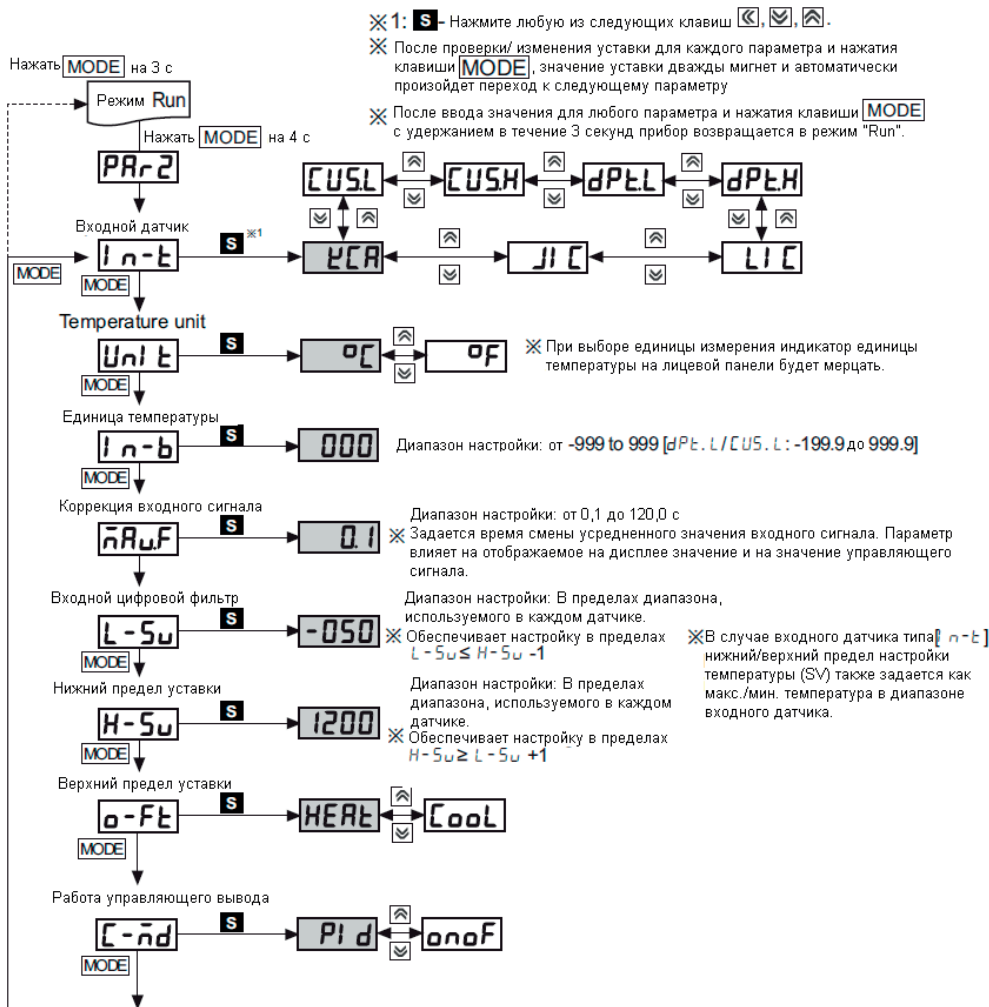 ※1: S - Нажмите любую из следующих клавиш «, ⮟, ⮝.
※ После проверки/ изменения уставки для каждого параметра и нажатия
клавиши MODE, значение уставки дважды мигнет и автоматически
произойдет переход к следующему параметру
※ После ввода значения для любого параметра и нажатия клавиши MODE
с удержанием в течение 3 секунд прибор возвращается в режим "Run".
Нажать MODE на 3 с
Режим Run
Нажать MODE на 4 с
PAr2
CUS.L CUS.H dPt.L dPt.H
Входной датчик
In-t S ※1 KCA JIC LIC
MODE MODE
Temperature unit
UnIt S °C °F
※ При выборе единицы измерения индикатор единицы
температуры на лицевой панели будет мерцать.
MODE
Единица температуры
In-b S 000 Диапазон настройки: от -999 to 999 [dPt.L/CUS.L: -199.9 до 999.9]
MODE
Коррекция входного сигнала
mAu.F S 0.1
Диапазон настройки: от 0,1 до 120,0 с
※ Задается время смены усредненного значения входного сигнала. Параметр
влияет на отображаемое на дисплее значение и на значение управляющего
сигнала.
MODE
Входной цифровой фильтр
L-Su S -050
Диапазон настройки: В пределах диапазона,
используемого в каждом датчике.
※ Обеспечивает настройку в пределах
L-Su≤ H-Su -1
MODE
※В случае входного датчика типа[In-t]
нижний/верхний предел настройки
температуры (SV) также задается как
макс./мин. температура в диапазоне
входного датчика.
Нижний предел уставки
H-Su S 1200
Диапазон настройки: В пределах
диапазона, используемого в каждом
датчике.
※ Обеспечивает настройку в пределах
H-Su≥ L-Su +1
MODE
Верхний предел уставки
o-Ft S HEAt CooL
MODE
Работа управляющего вывода
C-md S PId onoF
MODE